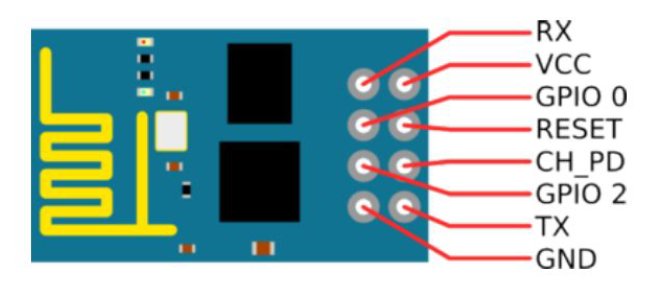 RX
VCC
GPIO 0
RESET
CH_PD
GPIO 2
TX
GND